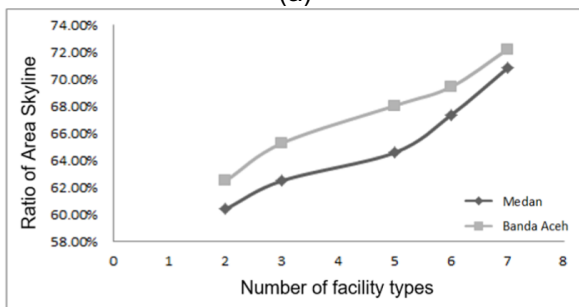 (a)
74.00%
72.00%
70.00%
68.00%
66.00%
64.00%
62.00%
60.00%
58.00%
Ratio of Area Skyline
0 1 2 3 4 5 6 7 8
Number of facility types
Medan
Banda Aceh